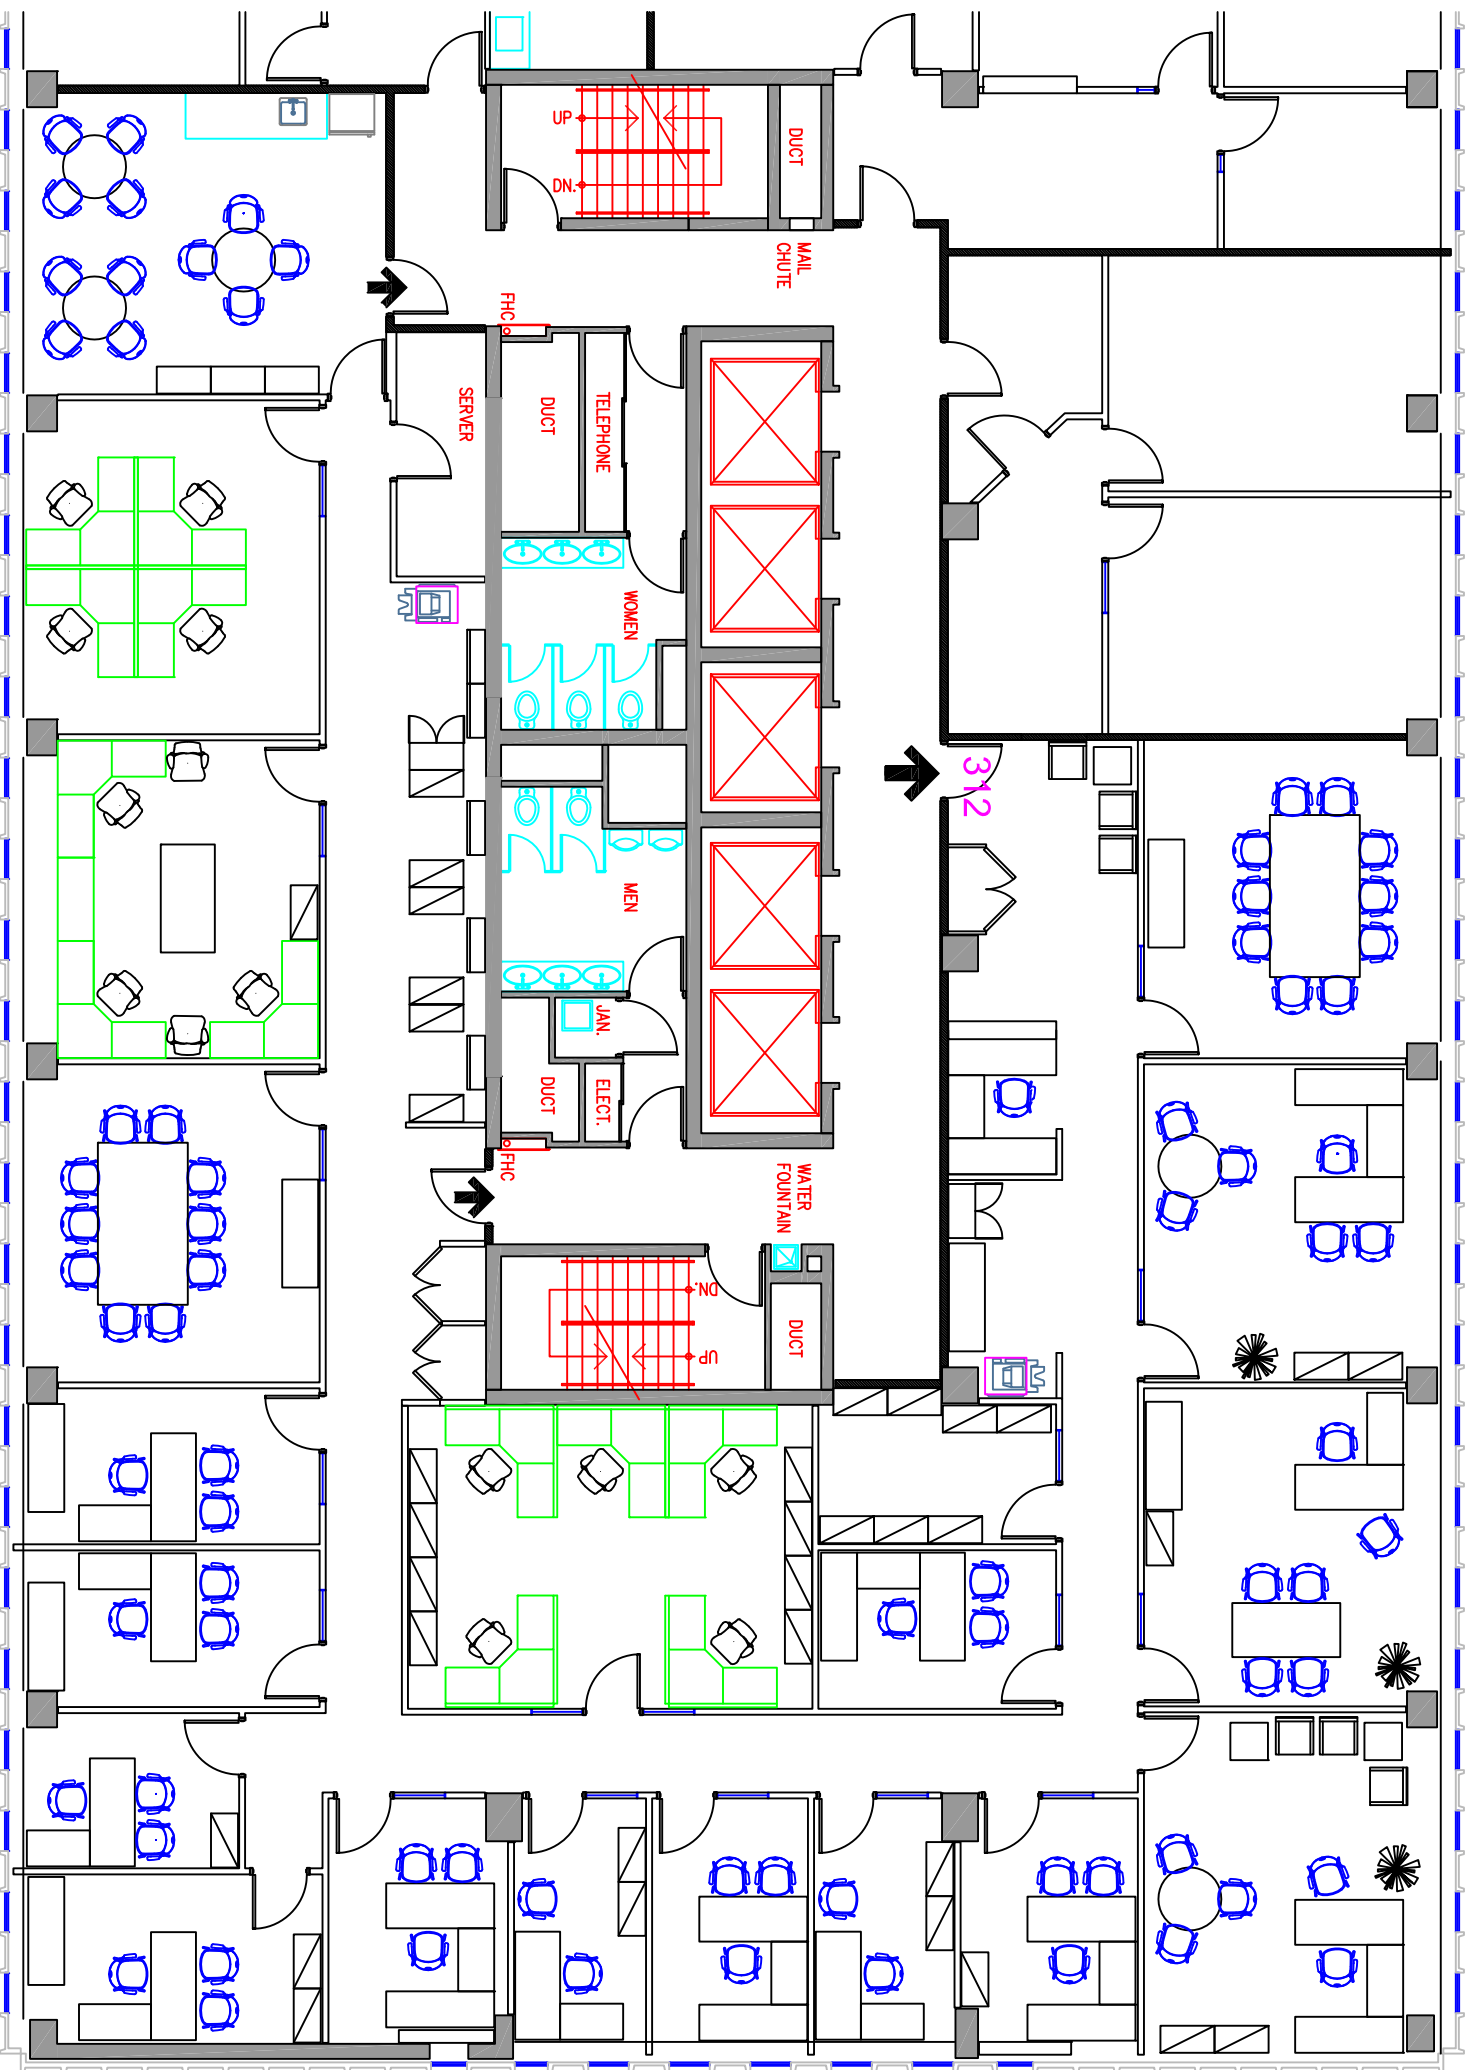 UP
DN.
DUCT
MAIL
CHUTE
FHC
SERVER
DUCT
TELEPHONE
WOMEN
312
MEN
JAN.
DUCT
ELECT.
FHC
WATER
FOUNTAIN
DN.
UP
DUCT